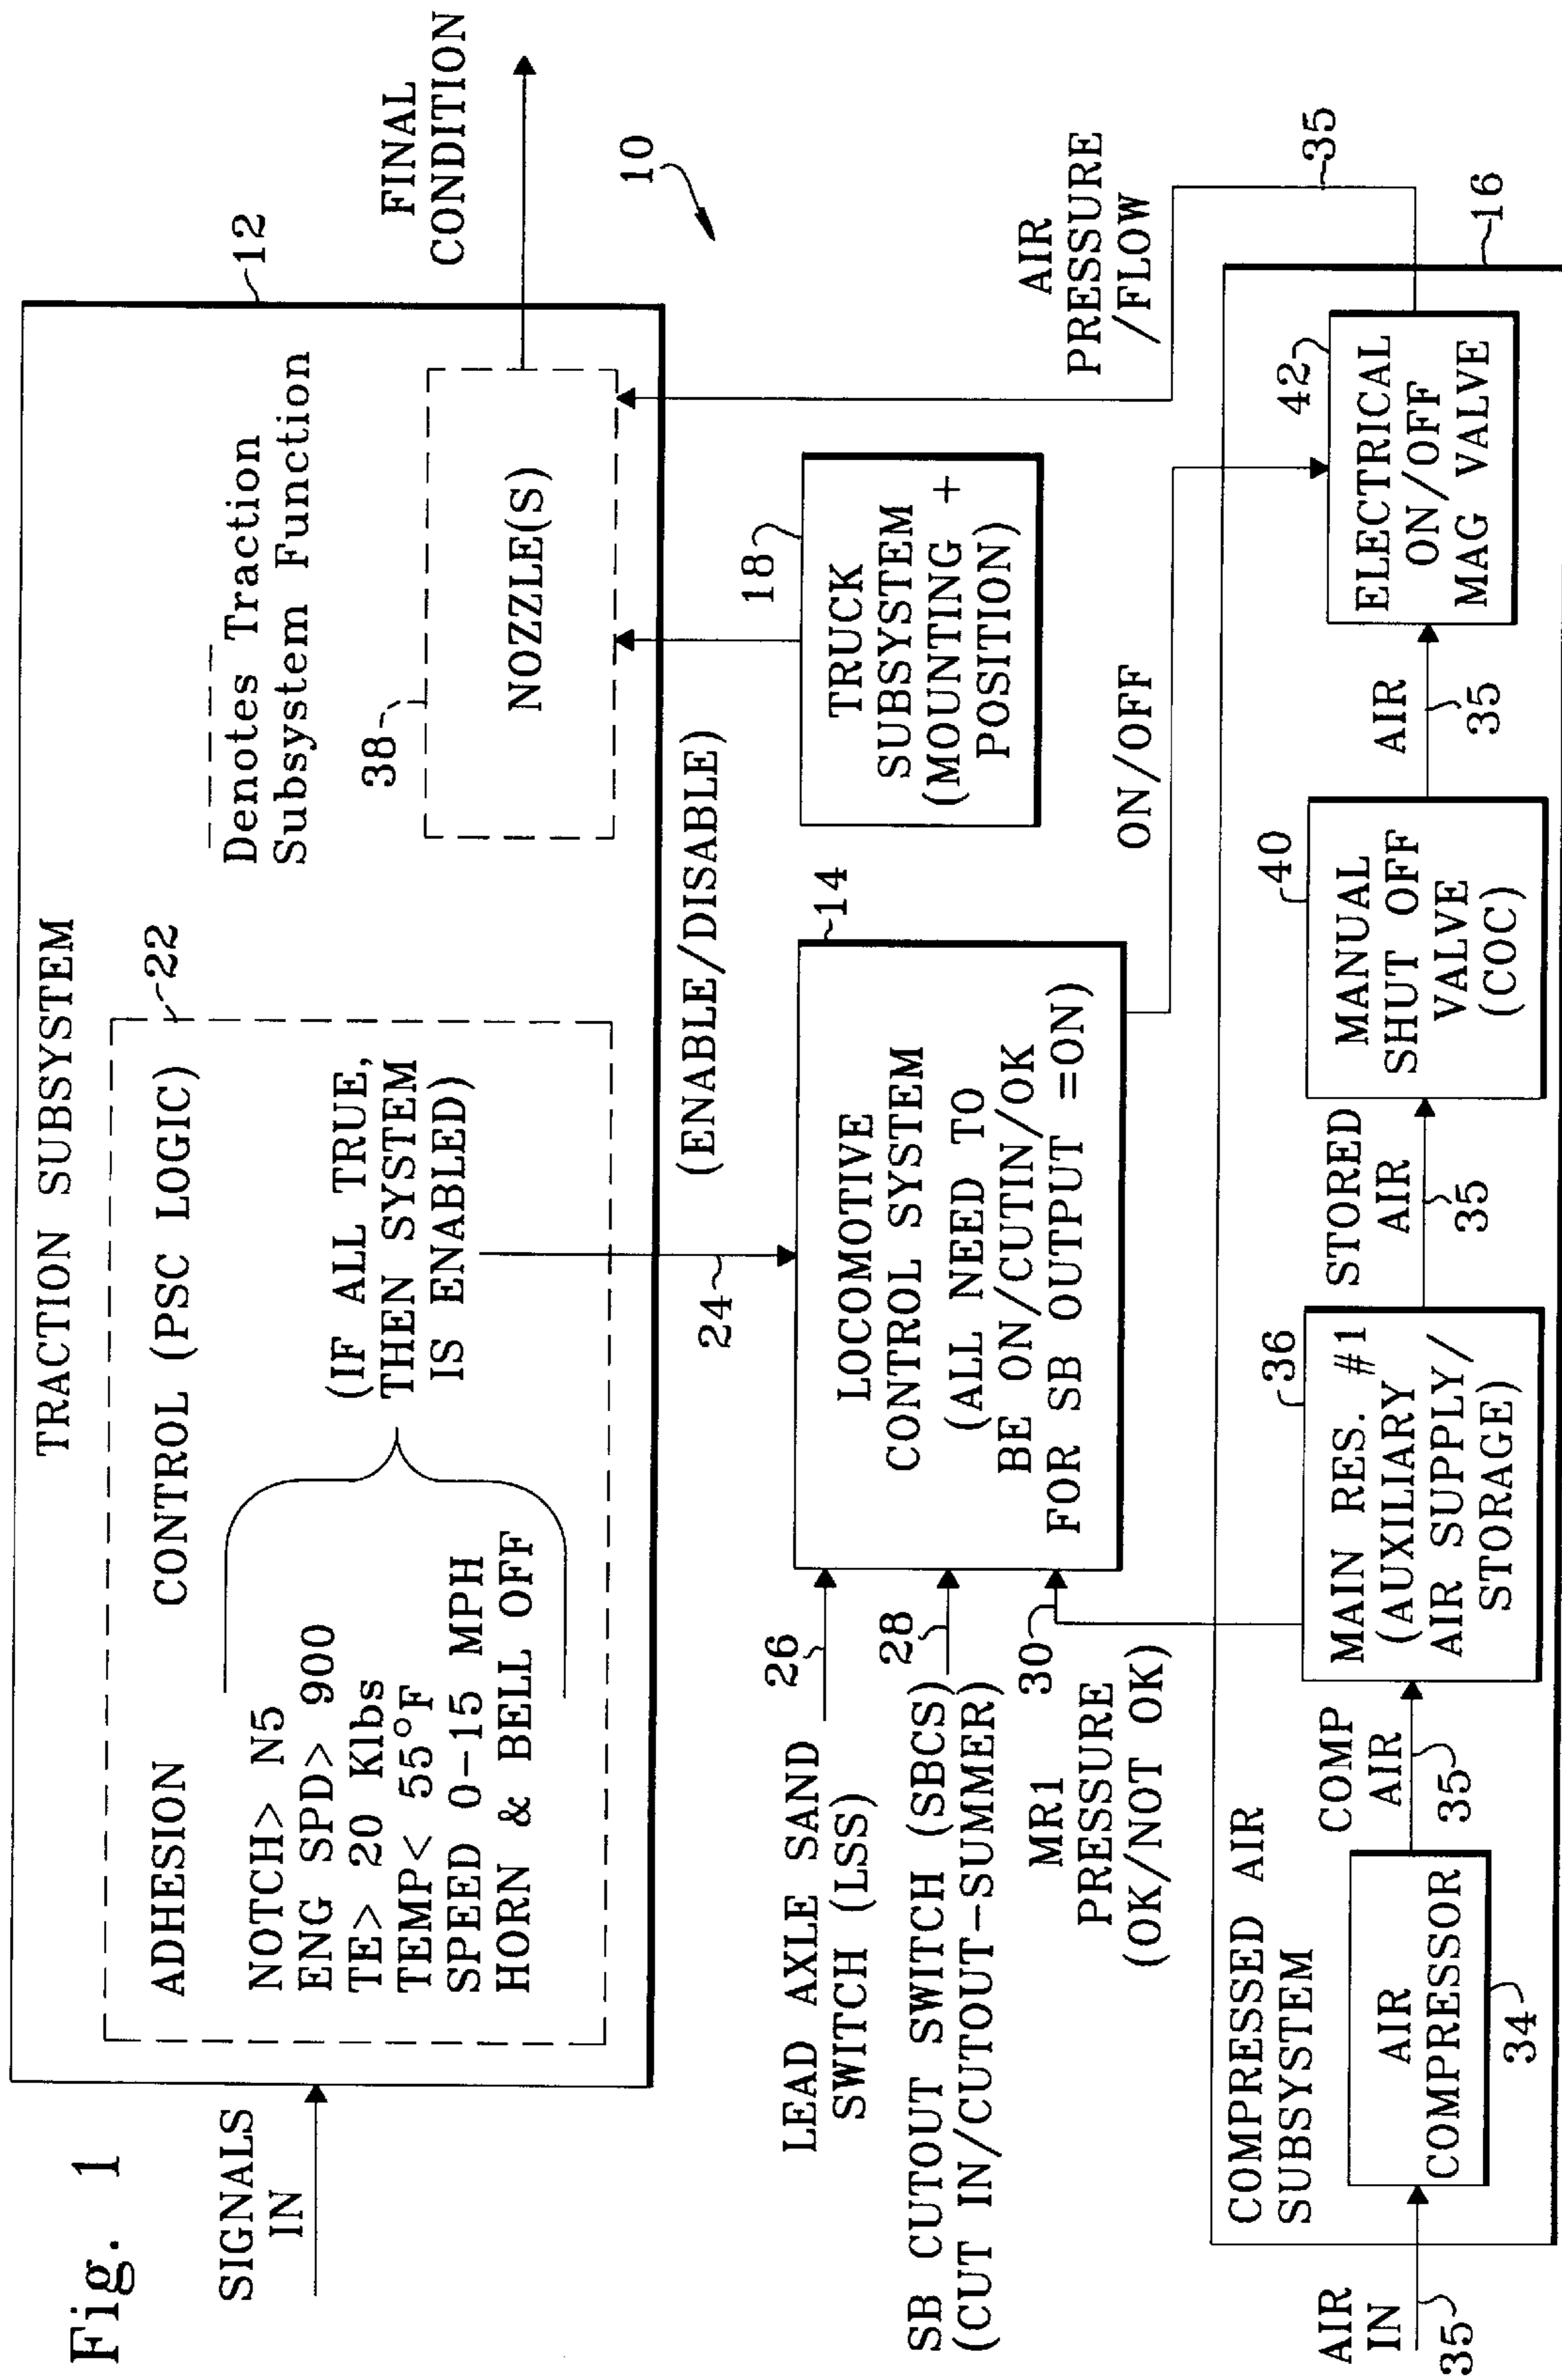 Fig. 1
SIGNALS
IN
TRACTION SUBSYSTEM
12
ADHESION
CONTROL (PSC LOGIC)
22
NOTCH> N5
ENG SPD> 900
TE> 20 Klbs
TEMP< 55°F
SPEED 0-15 MPH
HORN & BELL OFF
(IF ALL TRUE,
THEN SYSTEM
IS ENABLED)
Denotes Traction
Subsystem Function
38
NOZZLE(S)
FINAL
CONDITION
10
24
(ENABLE/DISABLE)
LEAD AXLE SAND
SWITCH (LSS)
26
SB CUTOUT SWITCH (SBCS)
(CUT IN/CUTOUT-SUMMER)
28
MR1
PRESSURE
(OK/NOT OK)
30
14
LOCOMOTIVE
CONTROL SYSTEM
(ALL NEED TO
BE ON/CUTIN/OK
FOR SB OUTPUT =ON)
18
TRUCK
SUBSYSTEM
(MOUNTING +
POSITION)
ON/OFF
AIR
PRESSURE
/FLOW
35
COMPRESSED AIR
SUBSYSTEM
16
AIR
IN
35
AIR
COMPRESSOR
34
COMP
AIR
35
36
MAIN RES. #1
(AUXILIARY
AIR SUPPLY/
STORAGE)
STORED
AIR
35
40
MANUAL
SHUT OFF
VALVE
(COC)
AIR
35
42
ELECTRICAL
ON/OFF
MAG VALVE